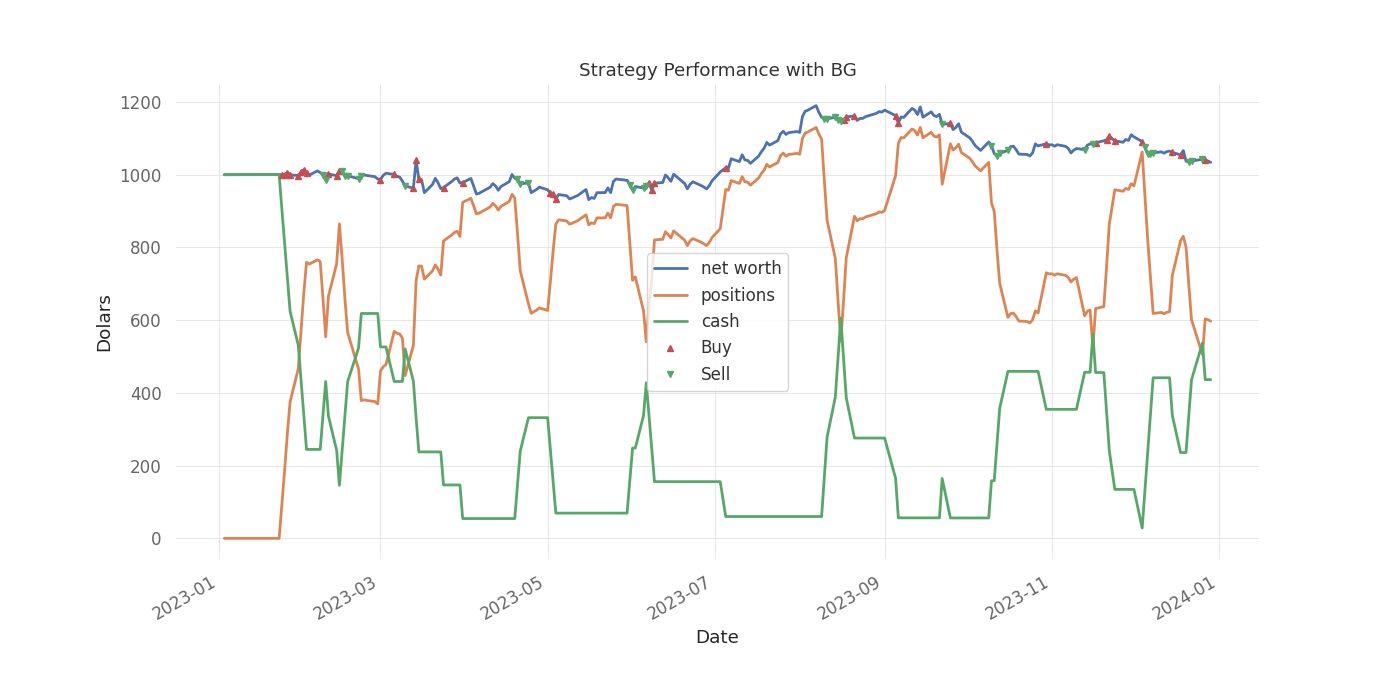 Strategy Performance with BG
1200
1000
800
600
400
200
0
Dolars
net worth
positions
cash
Buy
Sell
2023-01
2023-03
2023-05
2023-07
2023-09
2023-11
2024-01
Date